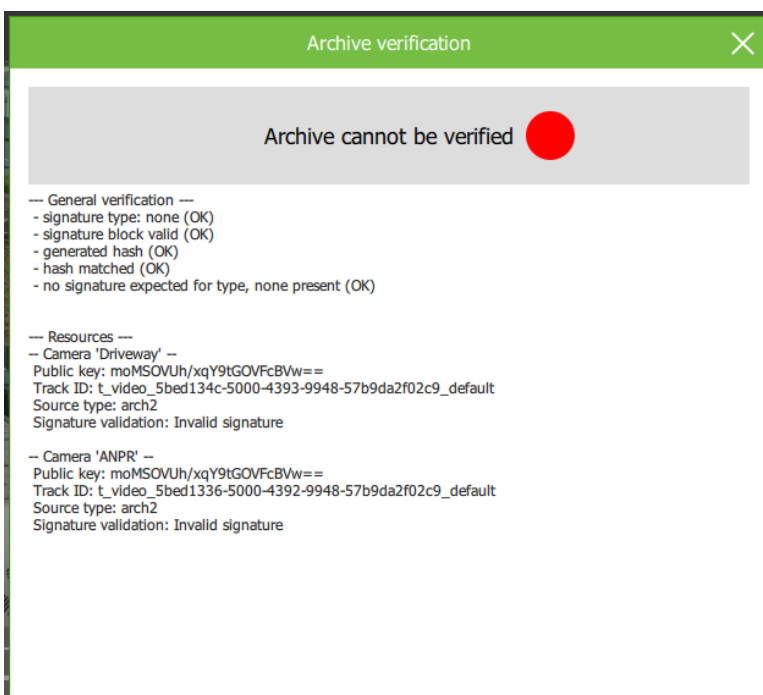 Archive verification
Archive cannot be verified
--- General verification ---
- signature type: none (OK)
- signature block valid (OK)
- generated hash (OK)
- hash matched (OK)
- no signature expected for type, none present (OK)
--- Resources ---
-- Camera 'Driveway' --
Public key: moMSOVUh/xqY9tGOVFcBVw==
Track ID: t_video_5bed134c-5000-4393-9948-57b9da2f02c9_default
Source type: arch2
Signature validation: Invalid signature
-- Camera 'ANPR' --
Public key: moMSOVUh/xqY9tGOVFcBVw==
Track ID: t_video_5bed1336-5000-4392-9948-57b9da2f02c9_default
Source type: arch2
Signature validation: Invalid signature